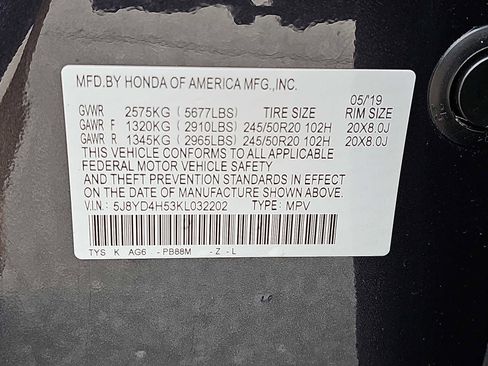 MFD.BY HONDA OF AMERICA MFG.,INC.
05/'19
GVWR 2575KG (5677LBS) TIRE SIZE RIM SIZE
GAWR F 1320KG (2910LBS) 245/50R20 102H 20X8.0J
GAWR R 1345KG (2965LBS) 245/50R20 102H 20X8.0J
THIS VEHICLE CONFORMS TO ALL APPLICABLE
FEDERAL MOTOR VEHICLE SAFETY
AND THEFT PREVENTION STANDARDS IN EFFECT
ON THE DATE OF MANUFACTURE SHOWN ABOVE.
V.I.N: 5J8YD4H53KL032202 TYPE: MPV
TYS K AG6 -PB88M -Z -L